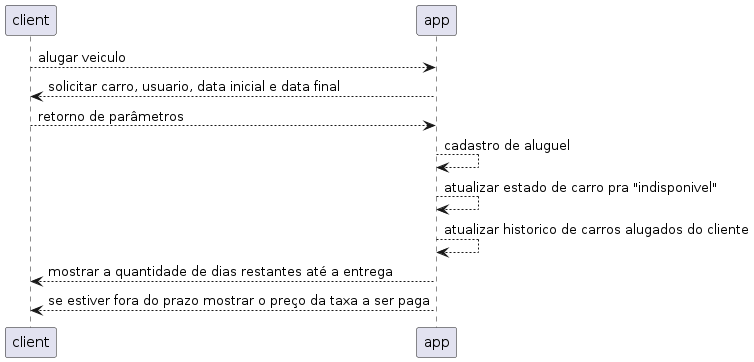 client
app
alugar veiculo
solicitar carro, usuario, data inicial e data final
retorno de parâmetros
cadastro de aluguel
atualizar estado de carro pra "indisponivel"
atualizar historico de carros alugados do cliente
mostrar a quantidade de dias restantes até a entrega
se estiver fora do prazo mostrar o preço da taxa a ser paga
client
app